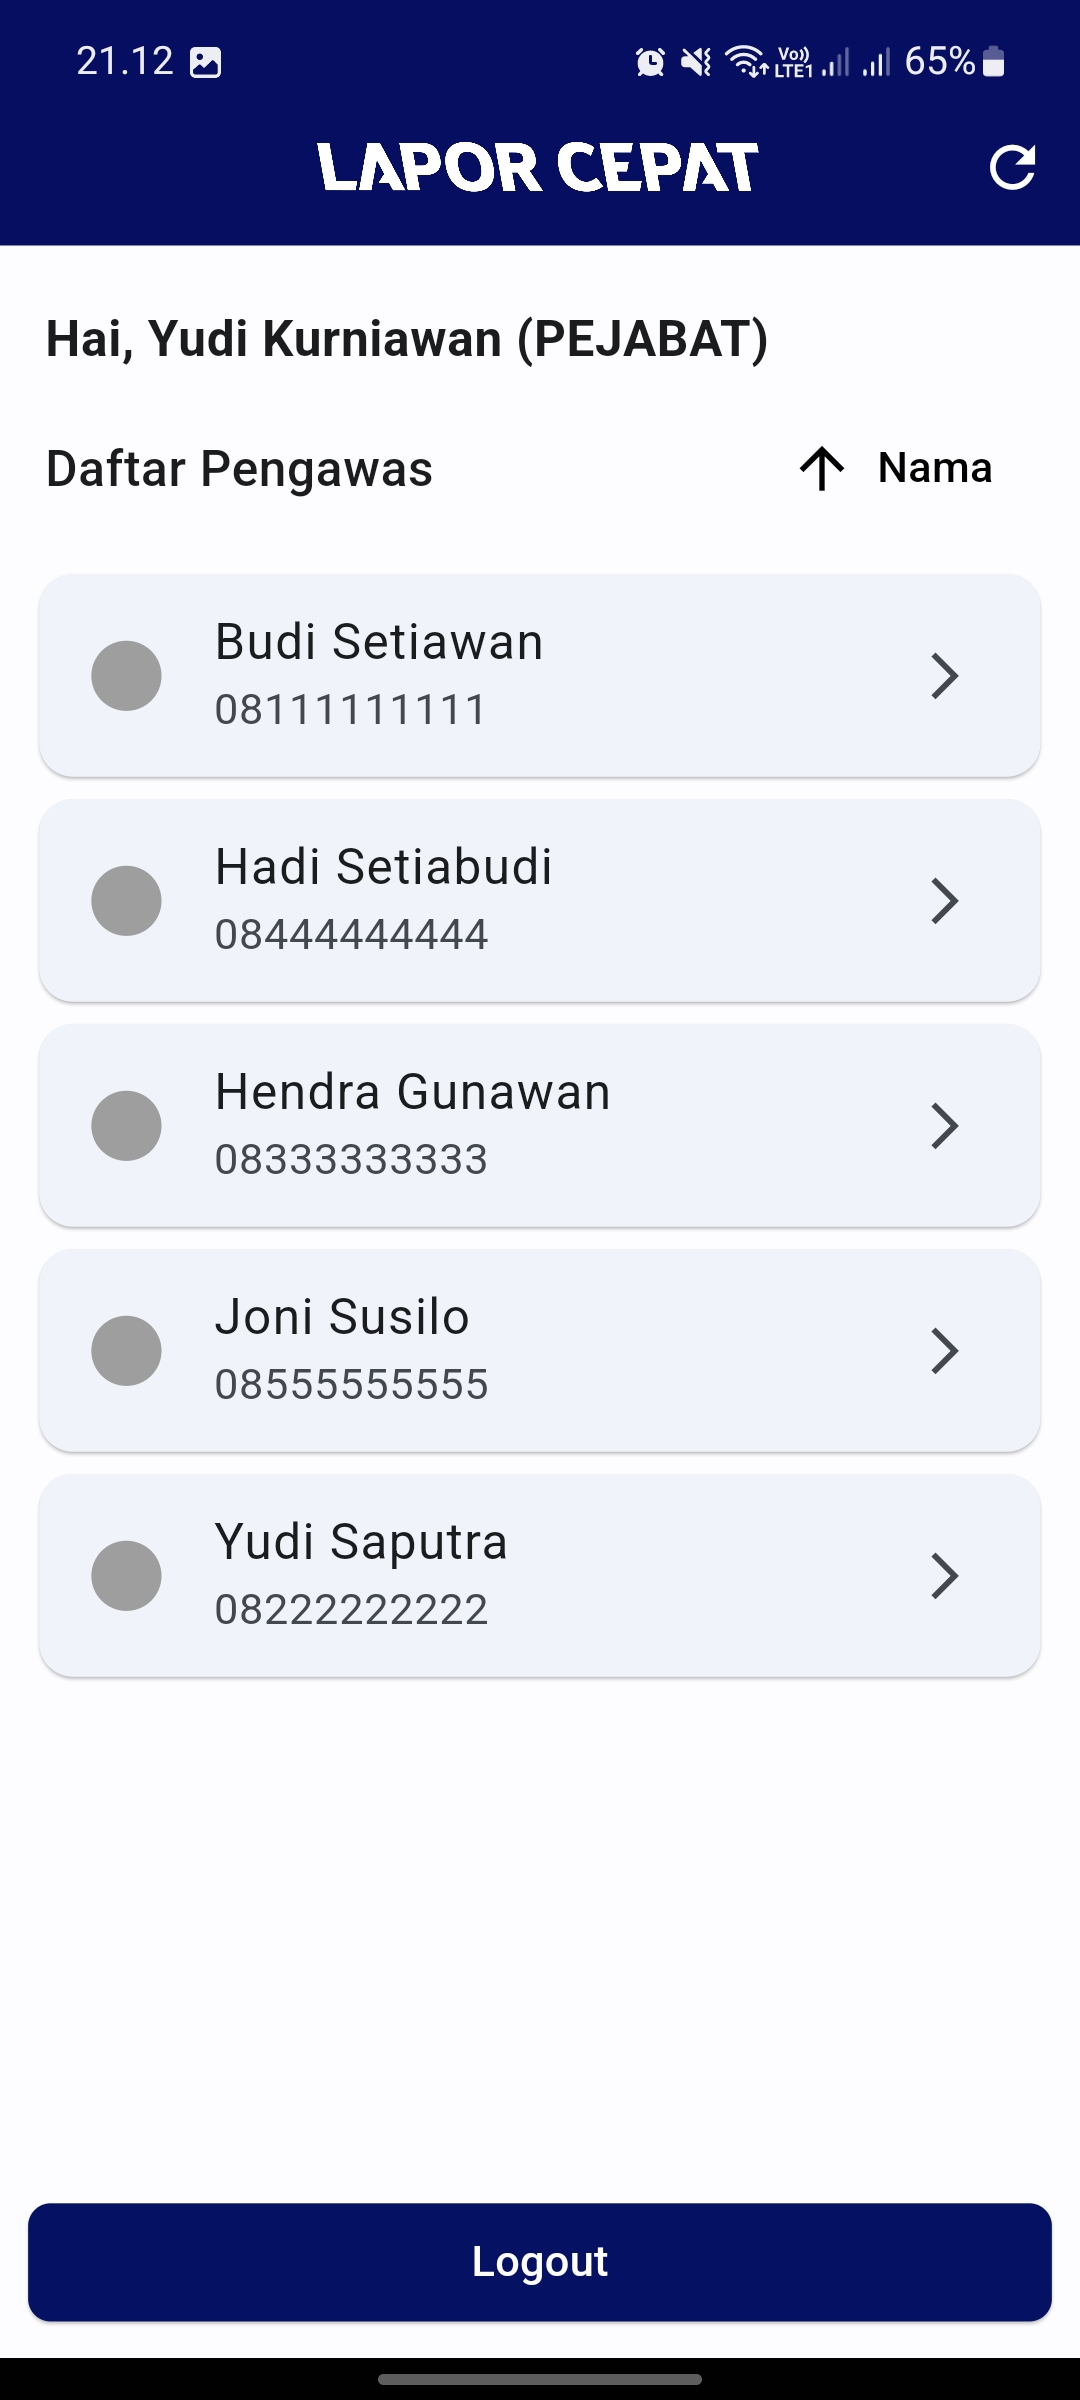 21.12
Vo)) LTE1 65%
LAPOR CEPAT
Hai, Yudi Kurniawan (PEJABAT)
Daftar Pengawas
Nama
Budi Setiawan
08111111111
Hadi Setiabudi
08444444444
Hendra Gunawan
08333333333
Joni Susilo
08555555555
Yudi Saputra
08222222222
Logout